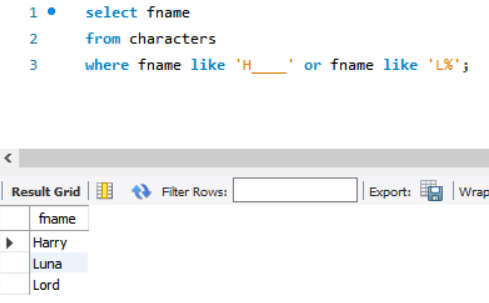 1 select fname
2 from characters
3 where fname like 'H____' or fname like 'L%';
Result Grid Filter Rows: Export: Wrap
fname
Harry
Luna
Lord